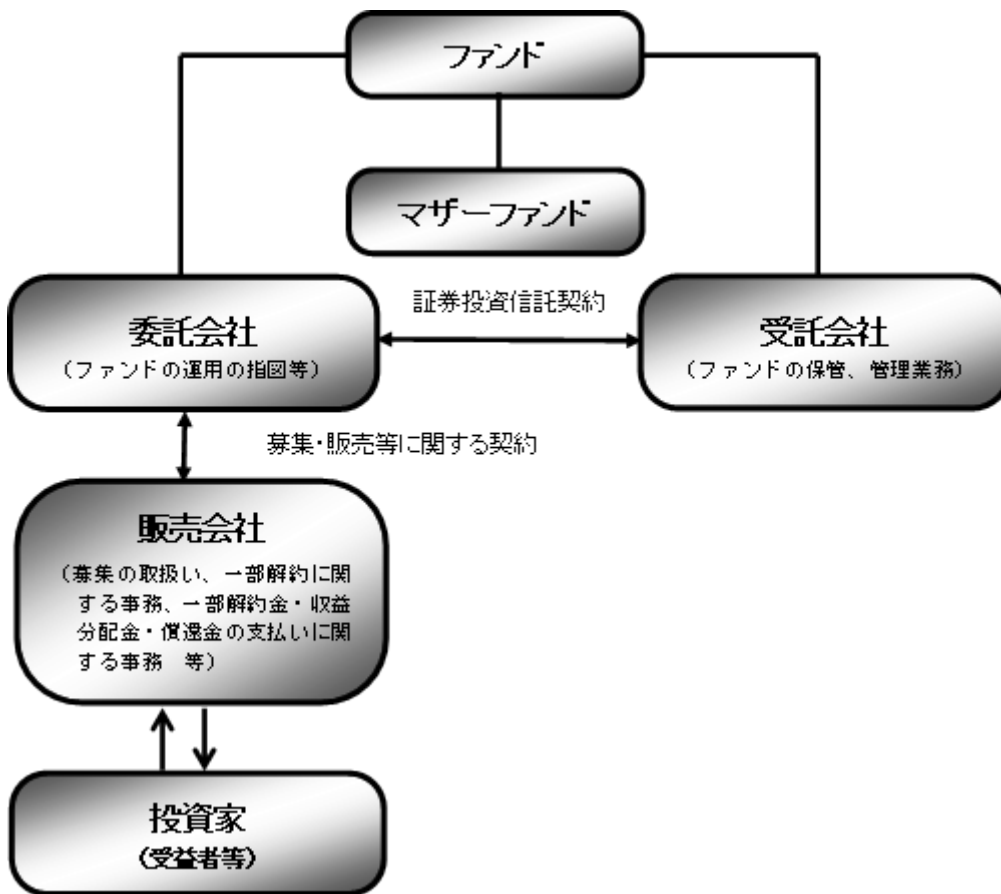 ファンド
マザーファンド
証券投資信託契約
委託会社
(ファンドの運用の指図等)
受託会社
(ファンドの保管、管理業務)
募集・販売等に関する契約
販売会社
(募集の取扱い、一部解約に関
する事務、一部解約金・収益
分配金・償還金の支払いに関
する事務 等)
投資家
(受益者等)